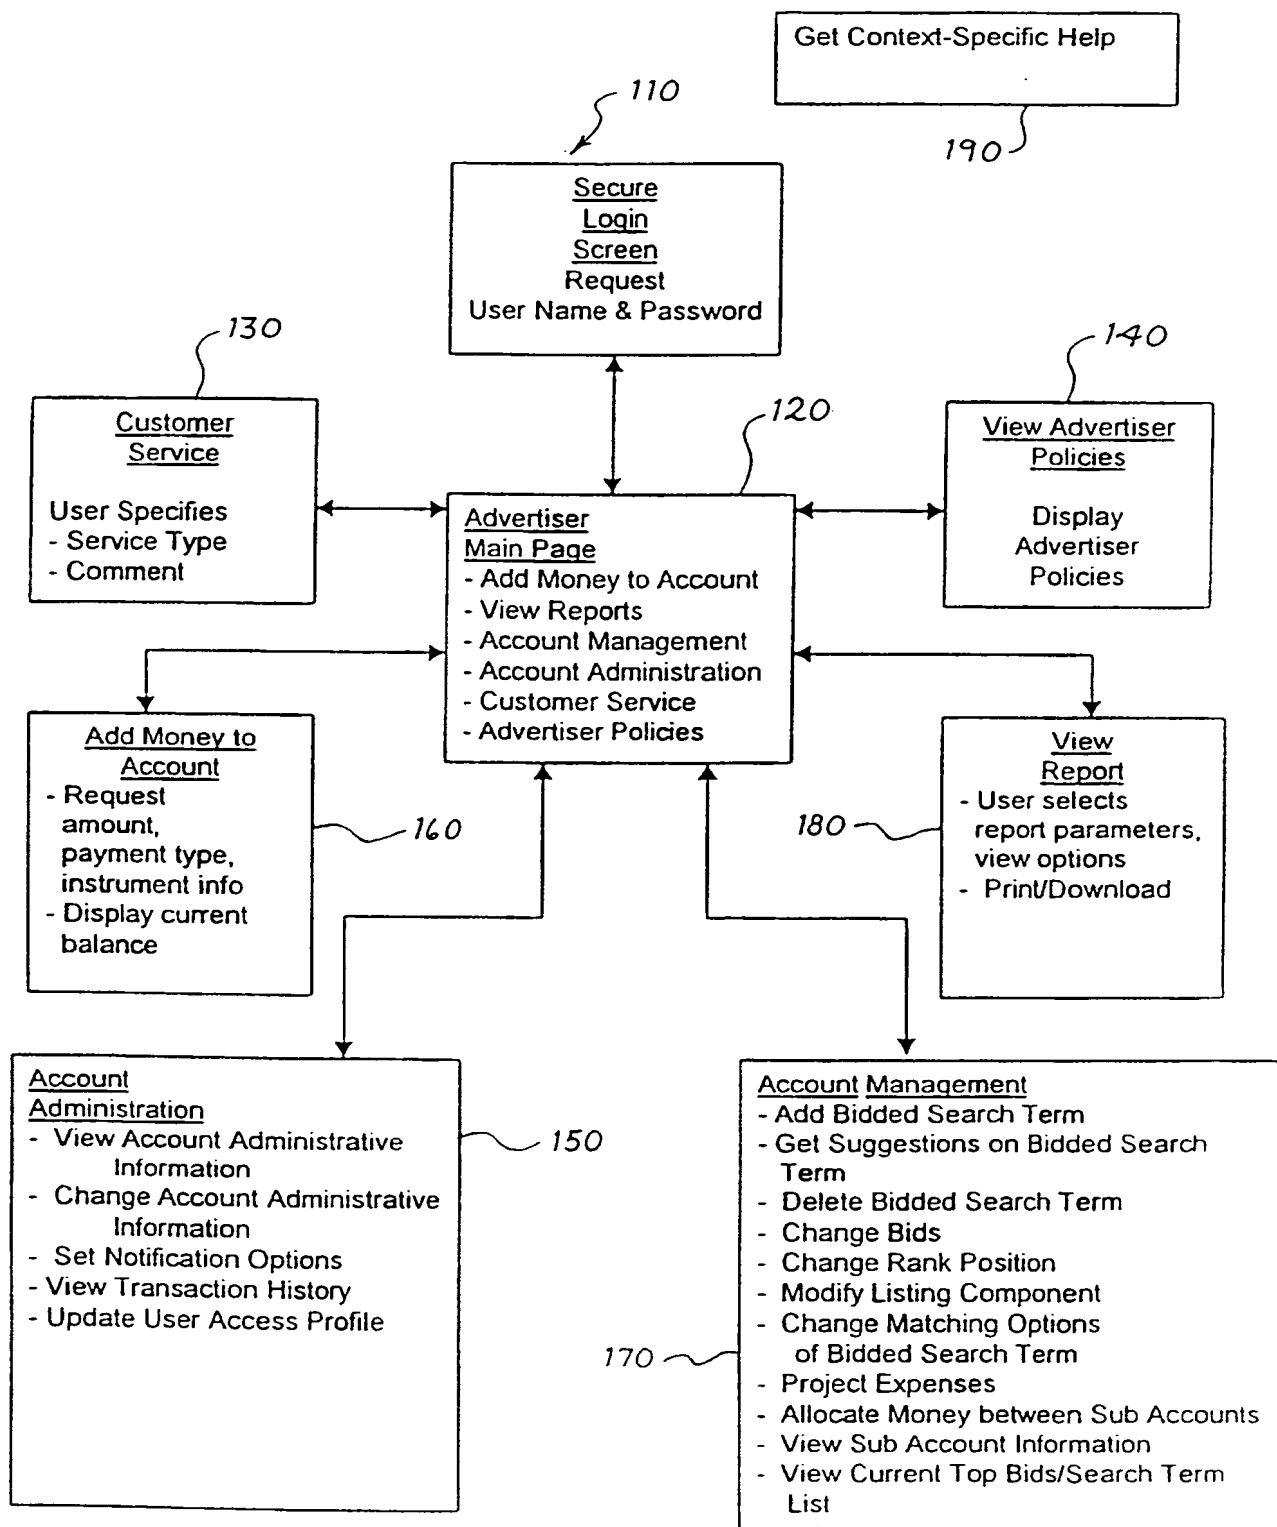 Get Context-Specific Help
190
110
Secure
Login
Screen
Request
User Name & Password
130
Customer
Service
User Specifies
- Service Type
- Comment
120
Advertiser
Main Page
- Add Money to Account
- View Reports
- Account Management
- Account Administration
- Customer Service
- Advertiser Policies
140
View Advertiser
Policies
Display
Advertiser
Policies
Add Money to
Account
- Request
amount,
payment type,
instrument info
- Display current
balance
160
180
View
Report
- User selects
report parameters,
view options
- Print/Download
Account
Administration
- View Account Administrative
Information
- Change Account Administrative
Information
- Set Notification Options
- View Transaction History
- Update User Access Profile
150
170
Account Management
- Add Bidded Search Term
- Get Suggestions on Bidded Search
Term
- Delete Bidded Search Term
- Change Bids
- Change Rank Position
- Modify Listing Component
- Change Matching Options
of Bidded Search Term
- Project Expenses
- Allocate Money between Sub Accounts
- View Sub Account Information
- View Current Top Bids/Search Term
List